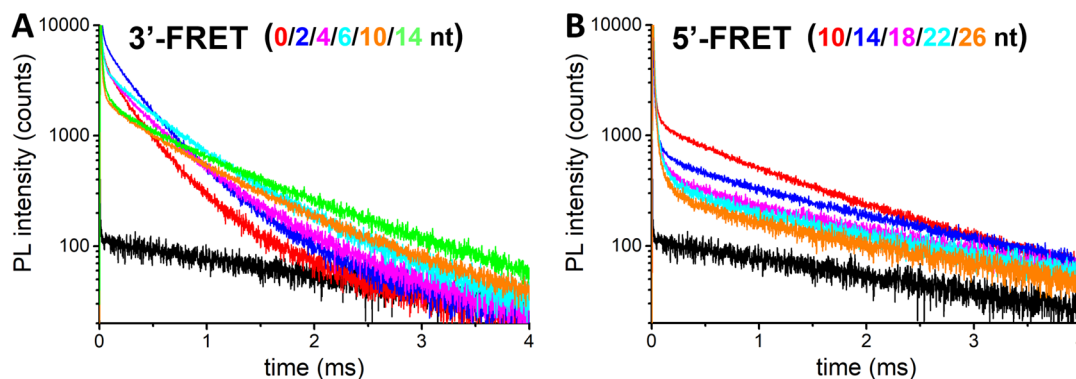 A
3'-FRET (0/2/4/6/10/14 nt)
PL intensity (counts)
10000
1000
100
0
1
2
3
4
time (ms)
B
5'-FRET (10/14/18/22/26 nt)
PL intensity (counts)
10000
1000
100
0
1
2
3
time (ms)